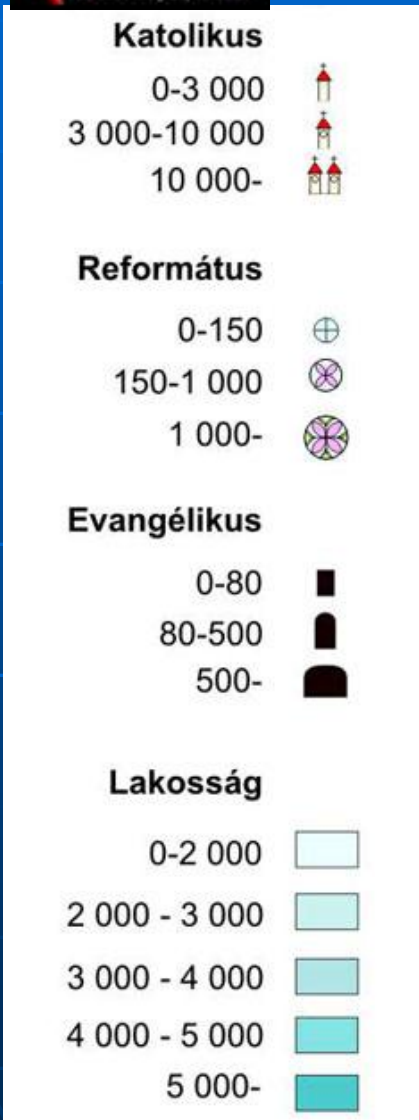 Katolikus
0-3 000
3 000-10 000
10 000-
Református
0-150
150-1 000
1 000-
Evangélikus
0-80
80-500
500-
Lakosság
0-2 000
2 000 - 3 000
3 000 - 4 000
4 000 - 5 000
5 000-